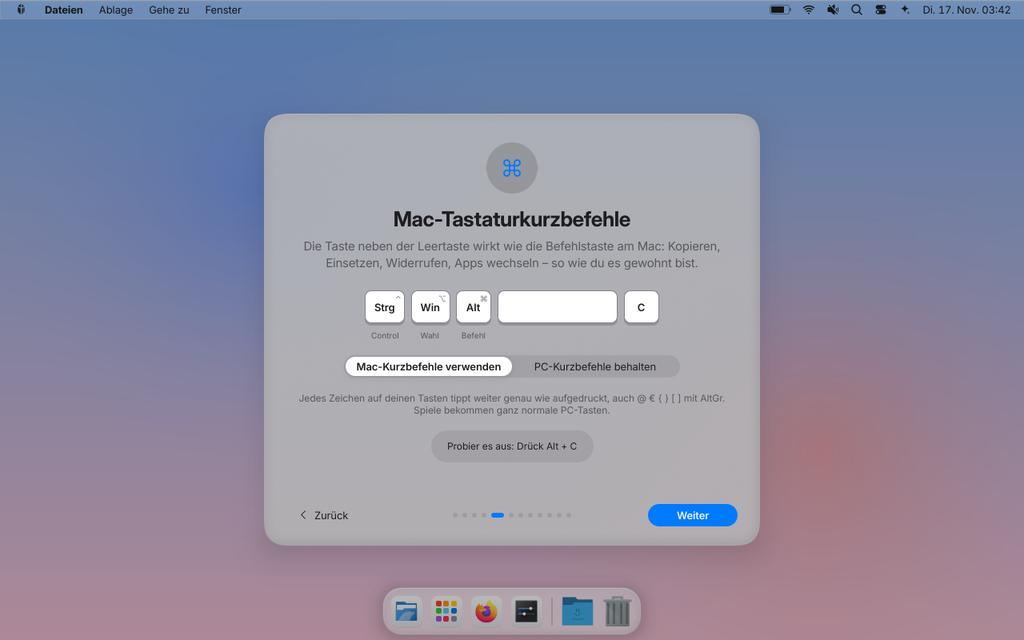 Dateien Ablage Gehe zu Fenster Di. 17. Nov. 03:42
⌘
Mac-Tastaturkurzbefehle
Die Taste neben der Leertaste wirkt wie die Befehlstaste am Mac: Kopieren,
Einsetzen, Widerrufen, Apps wechseln – so wie du es gewohnt bist.
Strg ^ Win ⌥ Alt ⌘ C
Control Wahl Befehl
Mac-Kurzbefehle verwenden PC-Kurzbefehle behalten
Jedes Zeichen auf deinen Tasten tippt weiter genau wie aufgedruckt, auch @ € { } [ ] mit AltGr.
Spiele bekommen ganz normale PC-Tasten.
Probier es aus: Drück Alt + C
Zurück Weiter